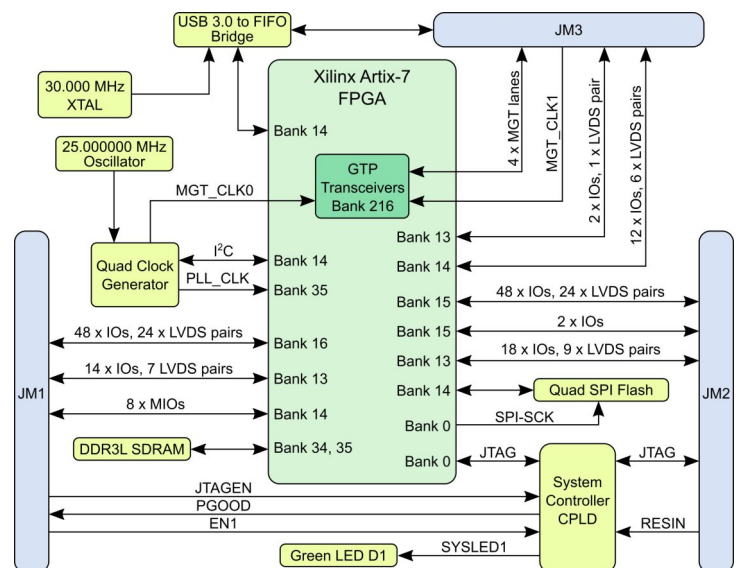 USB 3.0 to FIFO
Bridge
JM3
30.000 MHz
XTAL
Xilinx Artix-7
FPGA
Bank 14
25.000000 MHz
Oscillator
4 x MGT lanes
MGT_CLK1
2 x IOs, 1 x LVDS pair
12 x IOs, 6 x LVDS pairs
GTP
Transceivers
Bank 216
MGT_CLK0
Quad Clock
Generator
I²C
Bank 14
PLL_CLK
Bank 35
Bank 13
Bank 14
Bank 15
48 x IOs, 24 x LVDS pairs
Bank 15
2 x IOs
Bank 13
18 x IOs, 9 x LVDS pairs
Bank 14
Quad SPI Flash
Bank 0
SPI-SCK
Bank 0
JTAG
JTAG
JM1
48 x IOs, 24 x LVDS pairs
Bank 16
14 x IOs, 7 LVDS pairs
Bank 13
8 x MIOs
Bank 14
DDR3L SDRAM
Bank 34, 35
JM2
System
Controller
CPLD
JTAGEN
PGOOD
EN1
RESIN
SYSLED1
Green LED D1